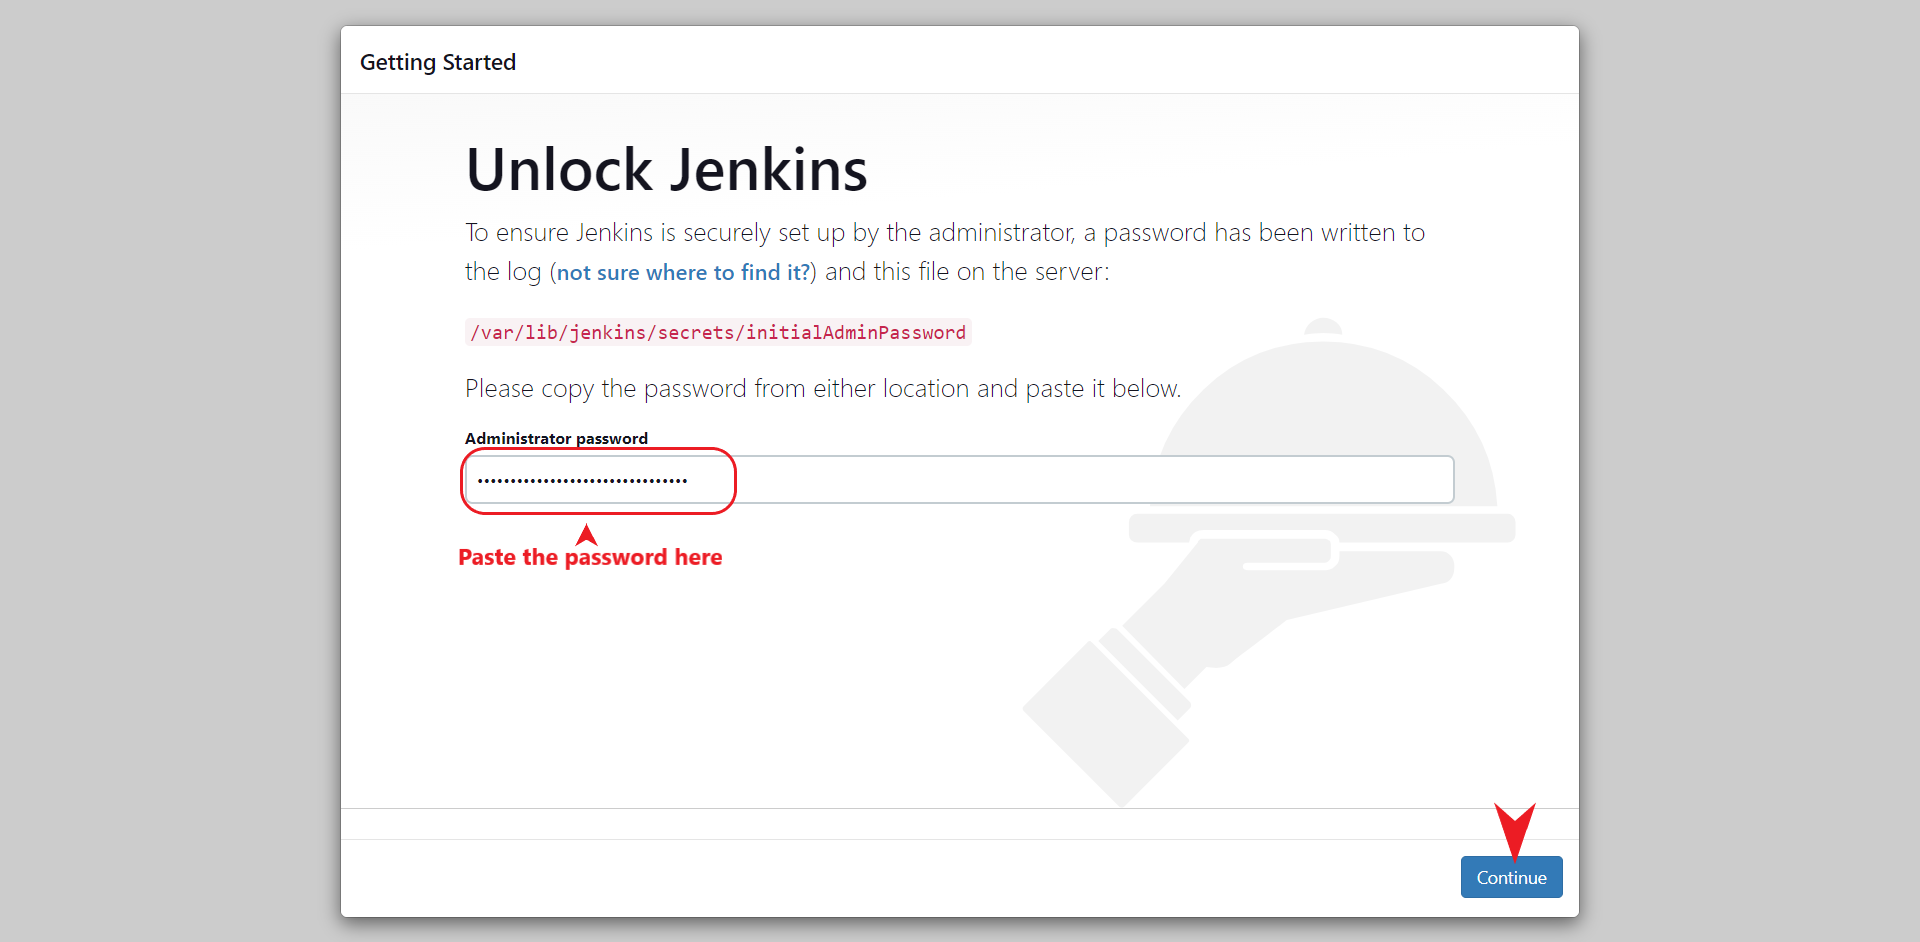 Getting Started
Unlock Jenkins
To ensure Jenkins is securely set up by the administrator, a password has been written to
the log (not sure where to find it?) and this file on the server:
/var/lib/jenkins/secrets/initialAdminPassword
Please copy the password from either location and paste it below.
Administrator password
••••••••••••••••••••••••••••••••
Paste the password here
Continue